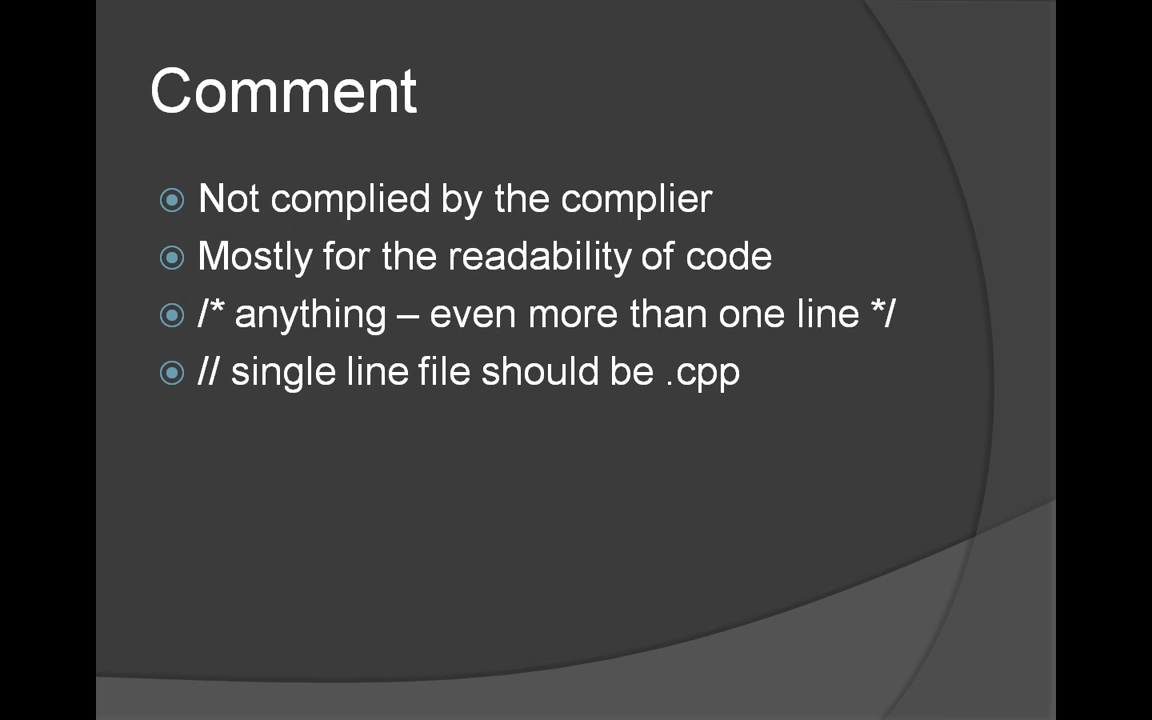 Comment
Not complied by the complier
Mostly for the readability of code
/* anything – even more than one line */
// single line file should be .cpp